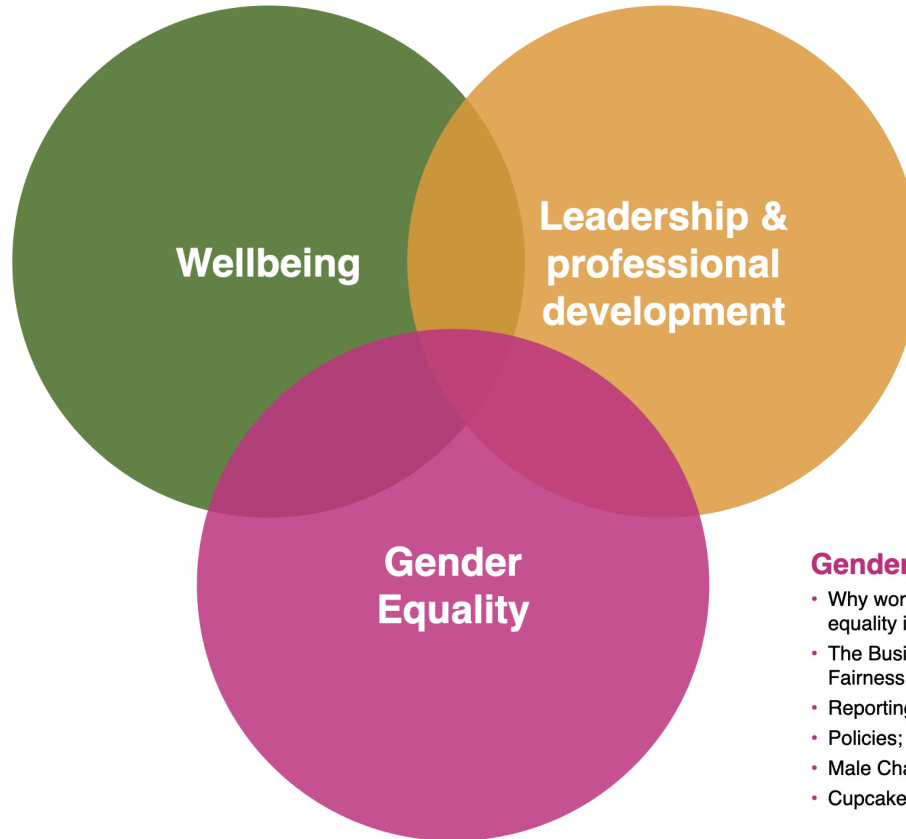 Wellbeing
Leadership &
professional
development
Gender
Equality
Gender
• Why wor
equality i
• The Busi
Fairness
• Reporting
• Policies;
• Male Cha
• Cupcake